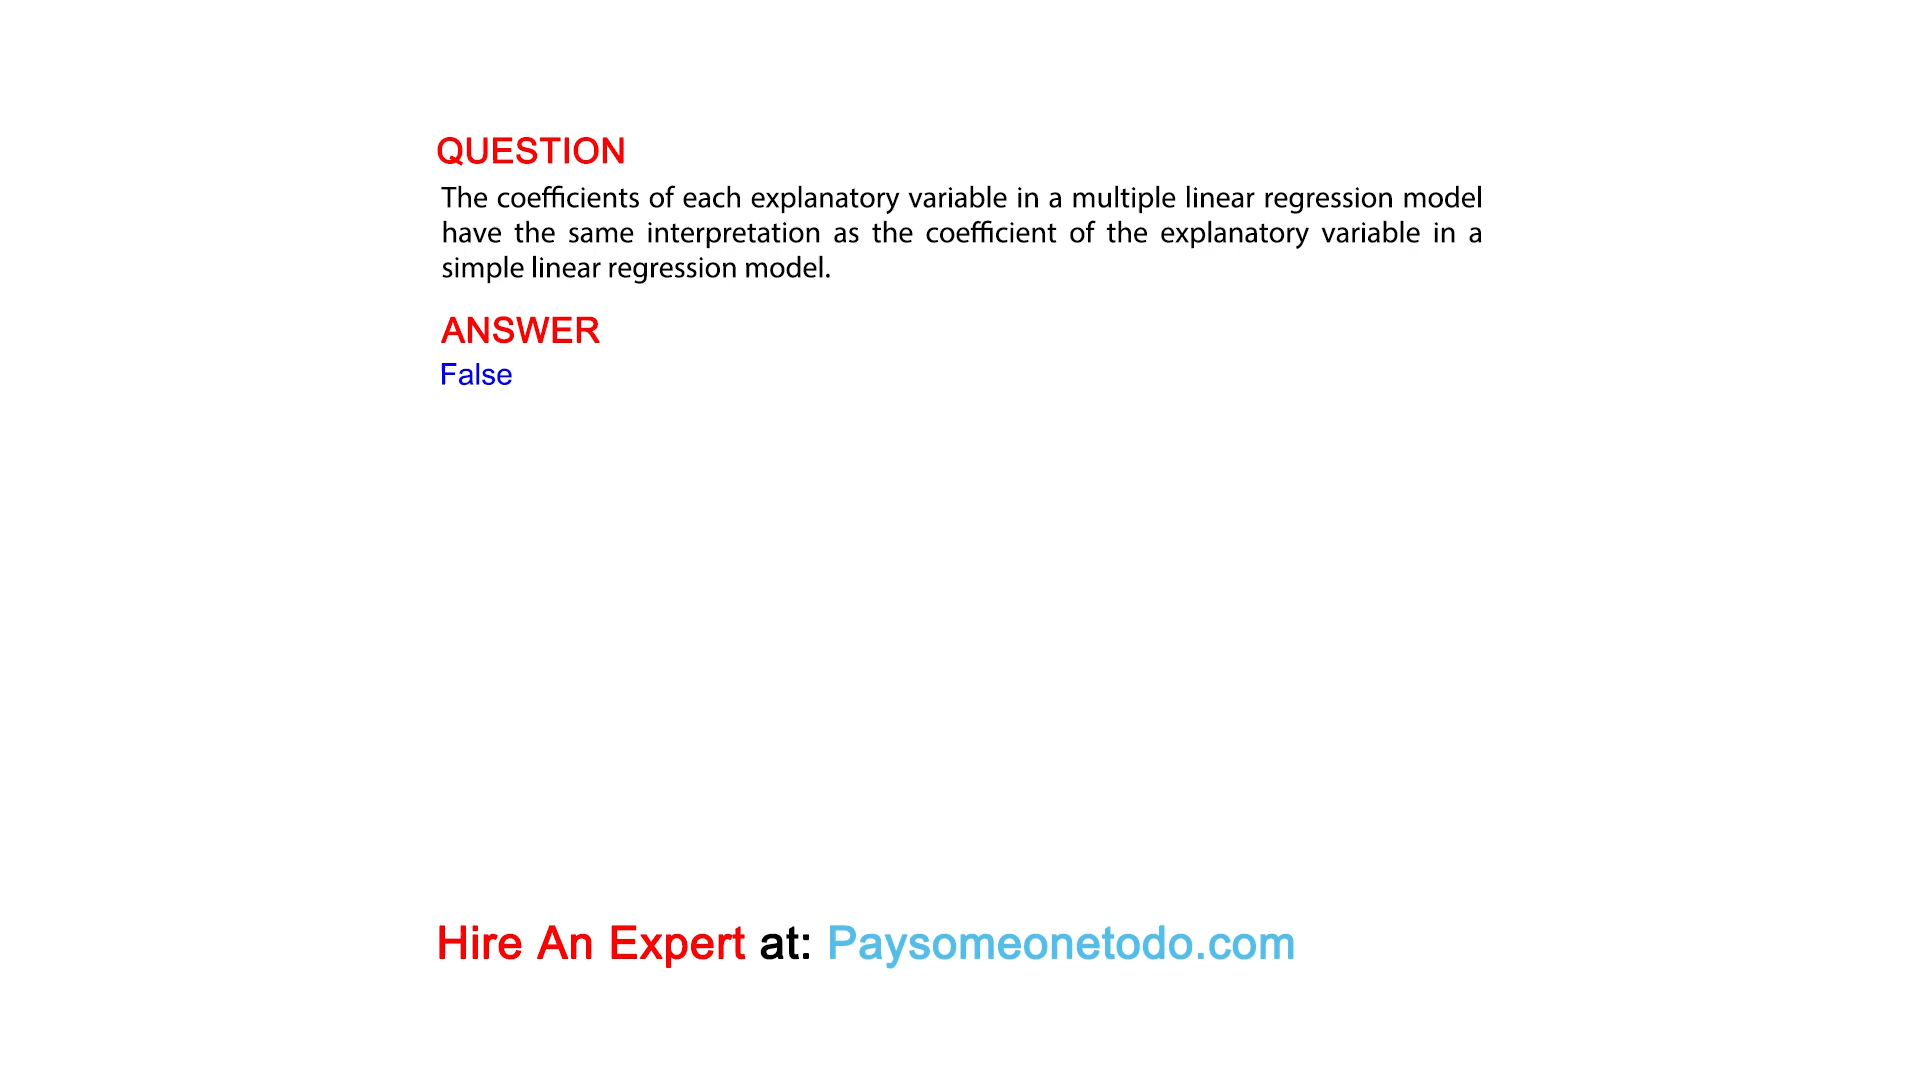 QUESTION
The coefficients of each explanatory variable in a multiple linear regression model
have the same interpretation as the coefficient of the explanatory variable in a
simple linear regression model.
ANSWER
False
Hire An Expert at: Paysomeonetodo.com